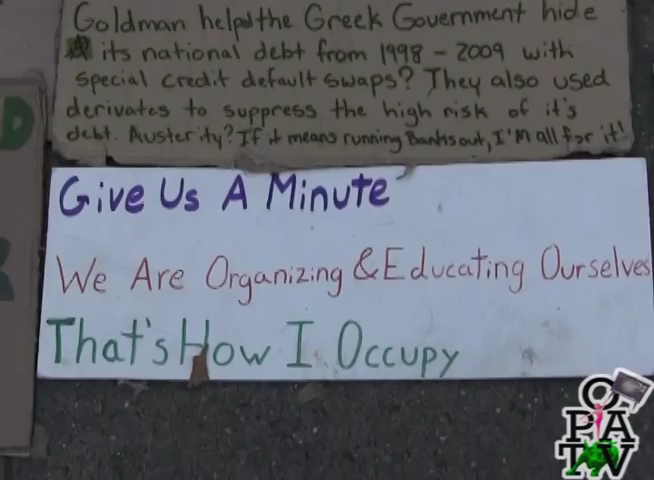 Goldman helped the Greek Government hide
its national debt from 1998 - 2009 with
special credit default swaps? They also used
derivates to suppress the high risk of it's
debt. Austerity? If it means running Banks out, I'M all for it!
Give Us A Minute
We Are Organizing & Educating Ourselves
That's How I Occupy
D
O
PA
TV